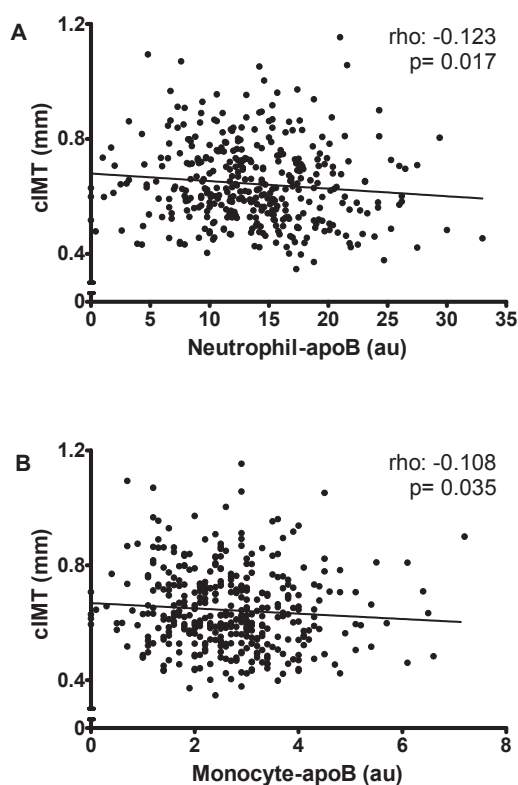 A
1.2
rho: -0.123
p= 0.017
0.8
cIMT (mm)
0.4
0
0 5 10 15 20 25 30 35
Neutrophil-apoB (au)
B
1.2
rho: -0.108
p= 0.035
0.8
cIMT (mm)
0.4
0
0 2 4 6 8
Monocyte-apoB (au)